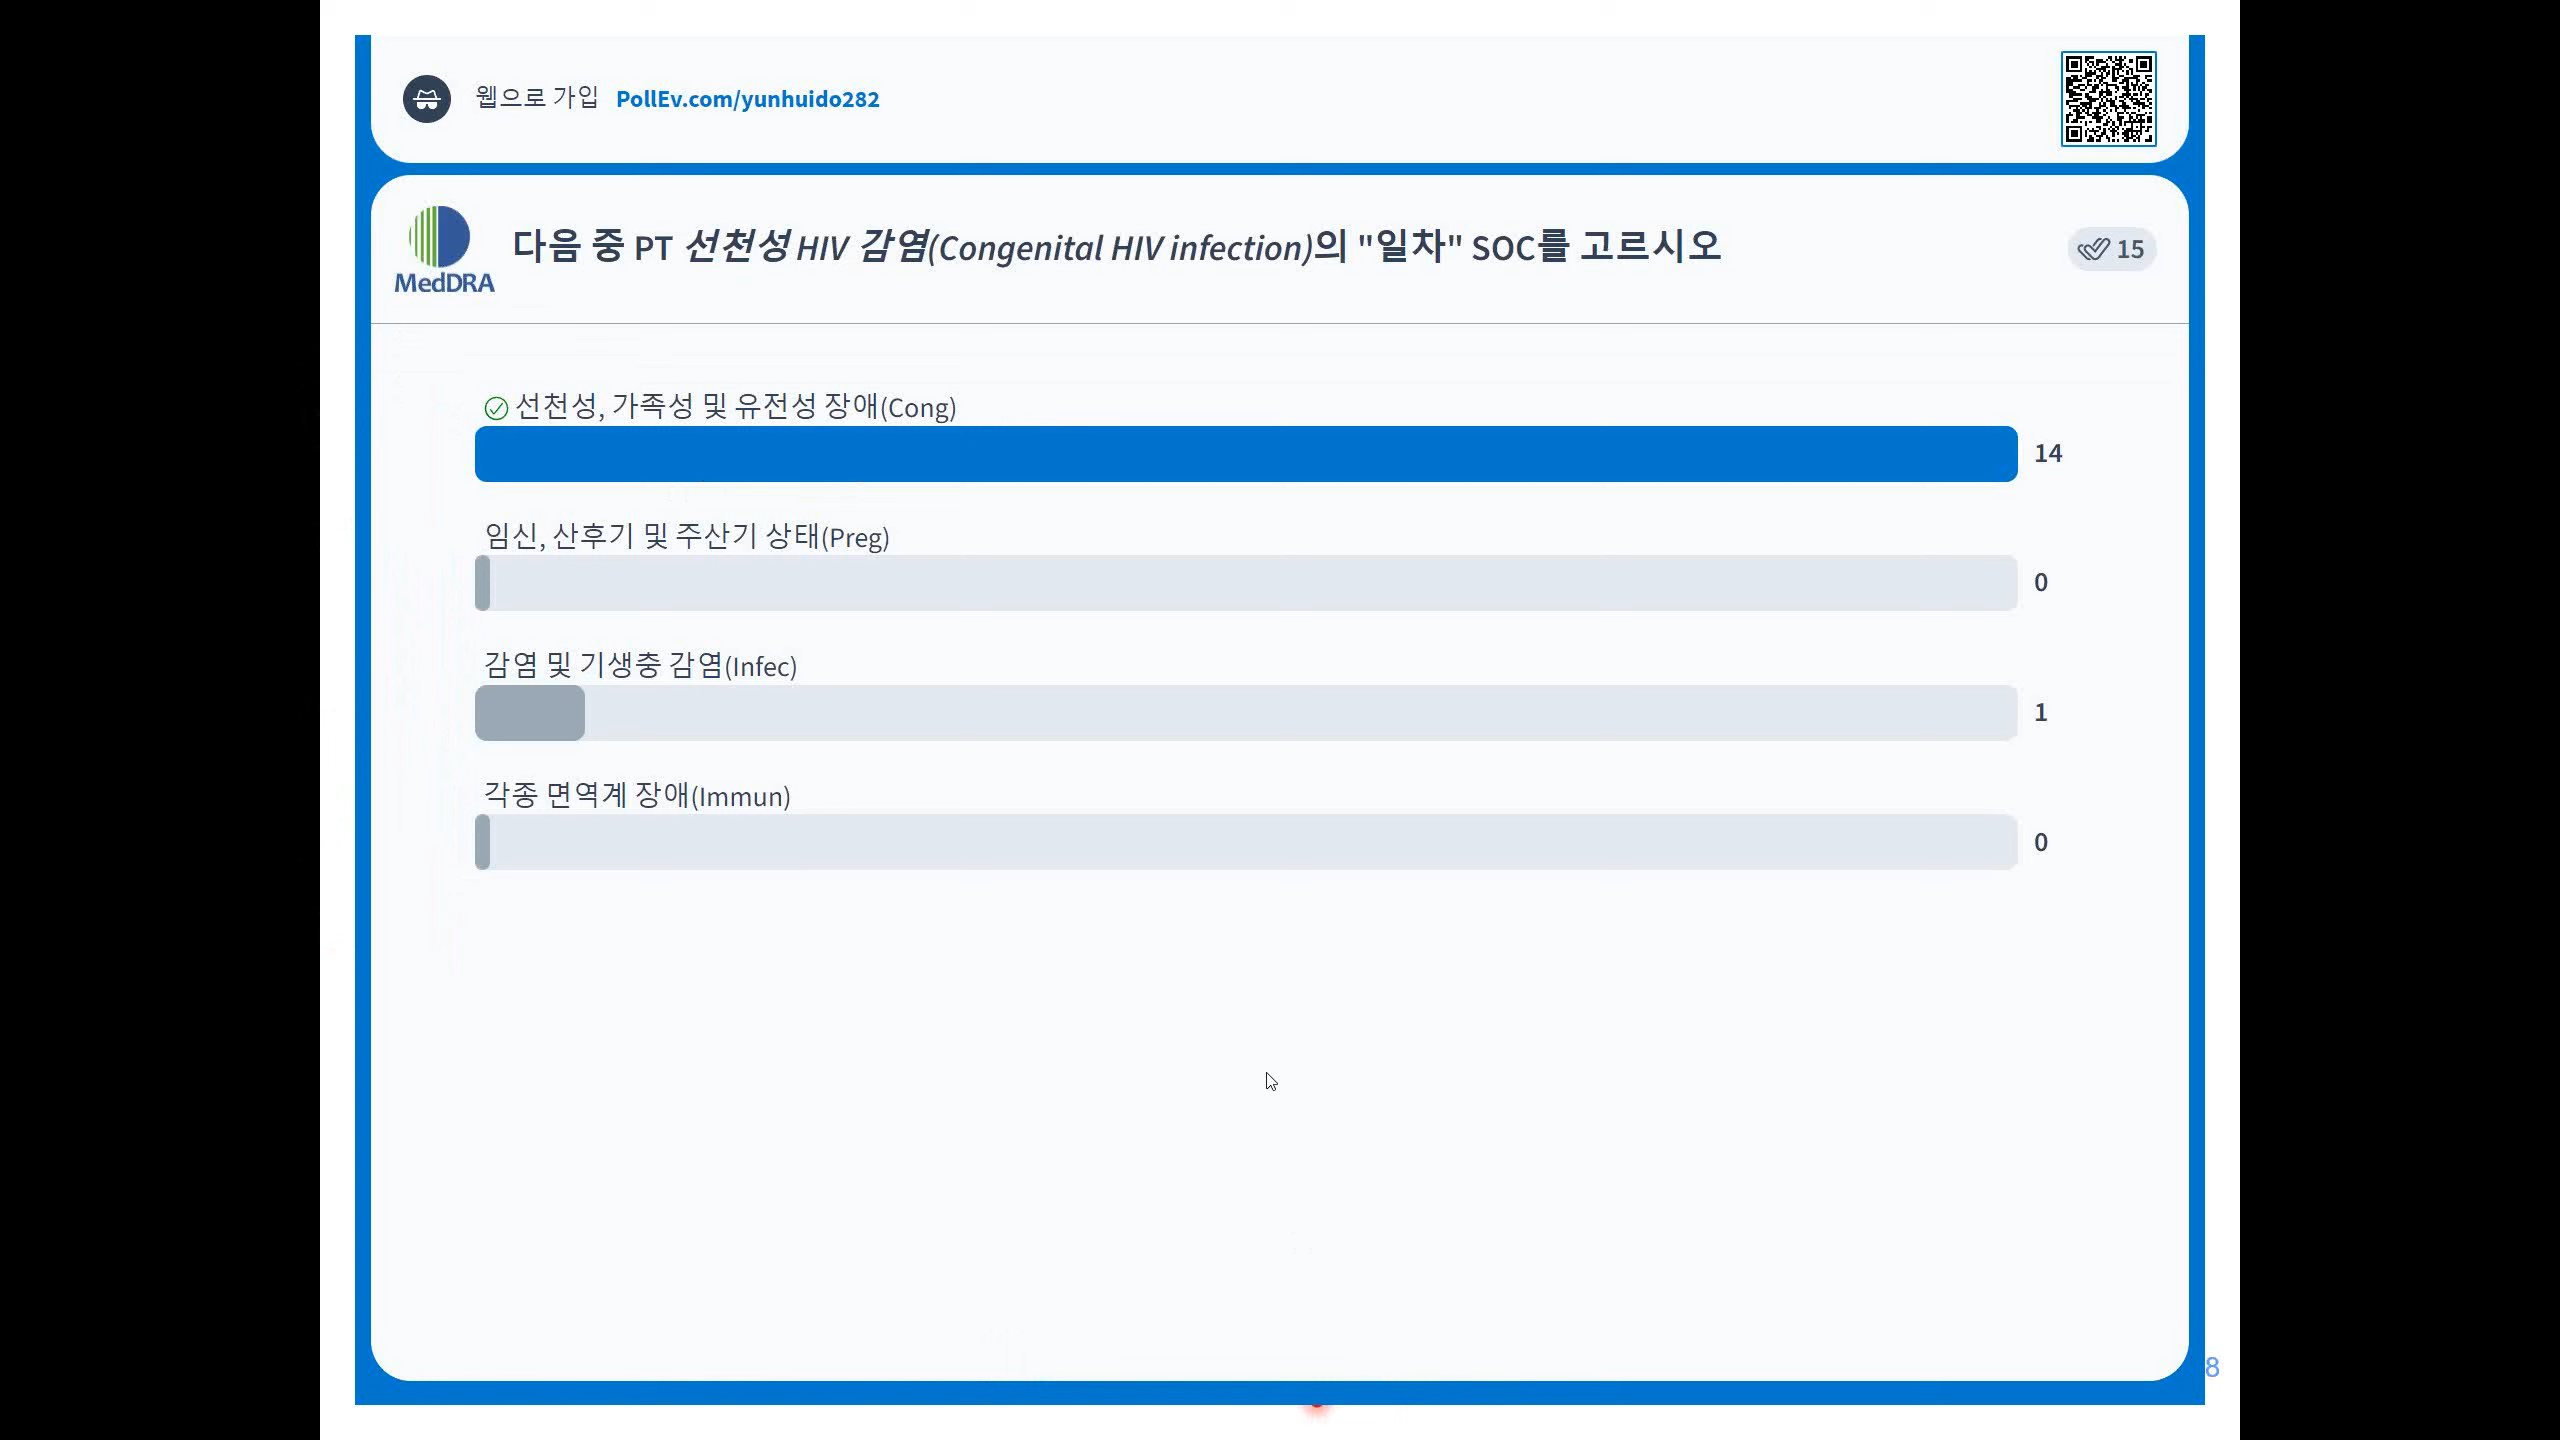 웹으로 가입 PollEv.com/yunhuido282
MedDRA
다음 중 PT 선천성 HIV 감염(Congenital HIV infection)의 "일차" SOC를 고르시오
15
선천성, 가족성 및 유전성 장애(Cong)
14
임신, 산후기 및 주산기 상태(Preg)
0
감염 및 기생충 감염(Infec)
1
각종 면역계 장애(Immun)
0
8